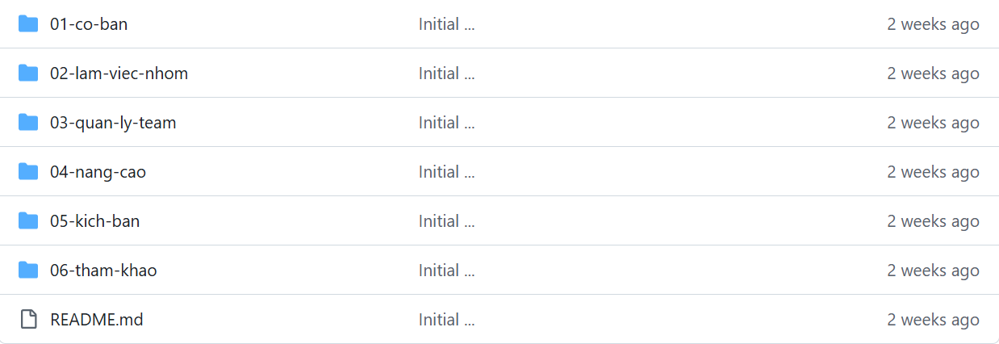 01-co-ban Initial ... 2 weeks ago
02-lam-viec-nhom Initial ... 2 weeks ago
03-quan-ly-team Initial ... 2 weeks ago
04-nang-cao Initial ... 2 weeks ago
05-kich-ban Initial ... 2 weeks ago
06-tham-khao Initial ... 2 weeks ago
README.md Initial ... 2 weeks ago